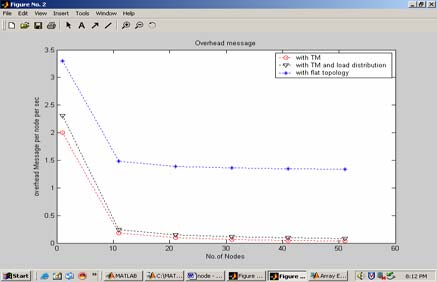 Figure No. 2
File Edit View Insert Tools Window Help
Overhead message
with TM
with TM and load distribution
with flat topology
3.5
3
2.5
2
1.5
1
0.5
0
overhead Message per node per sec
0 10 20 30 40 50 60
No.of Nodes
Start
MATLAB
C:\MAT...
node - ...
Figure ...
Figure ...
Array E...
8:12 PM